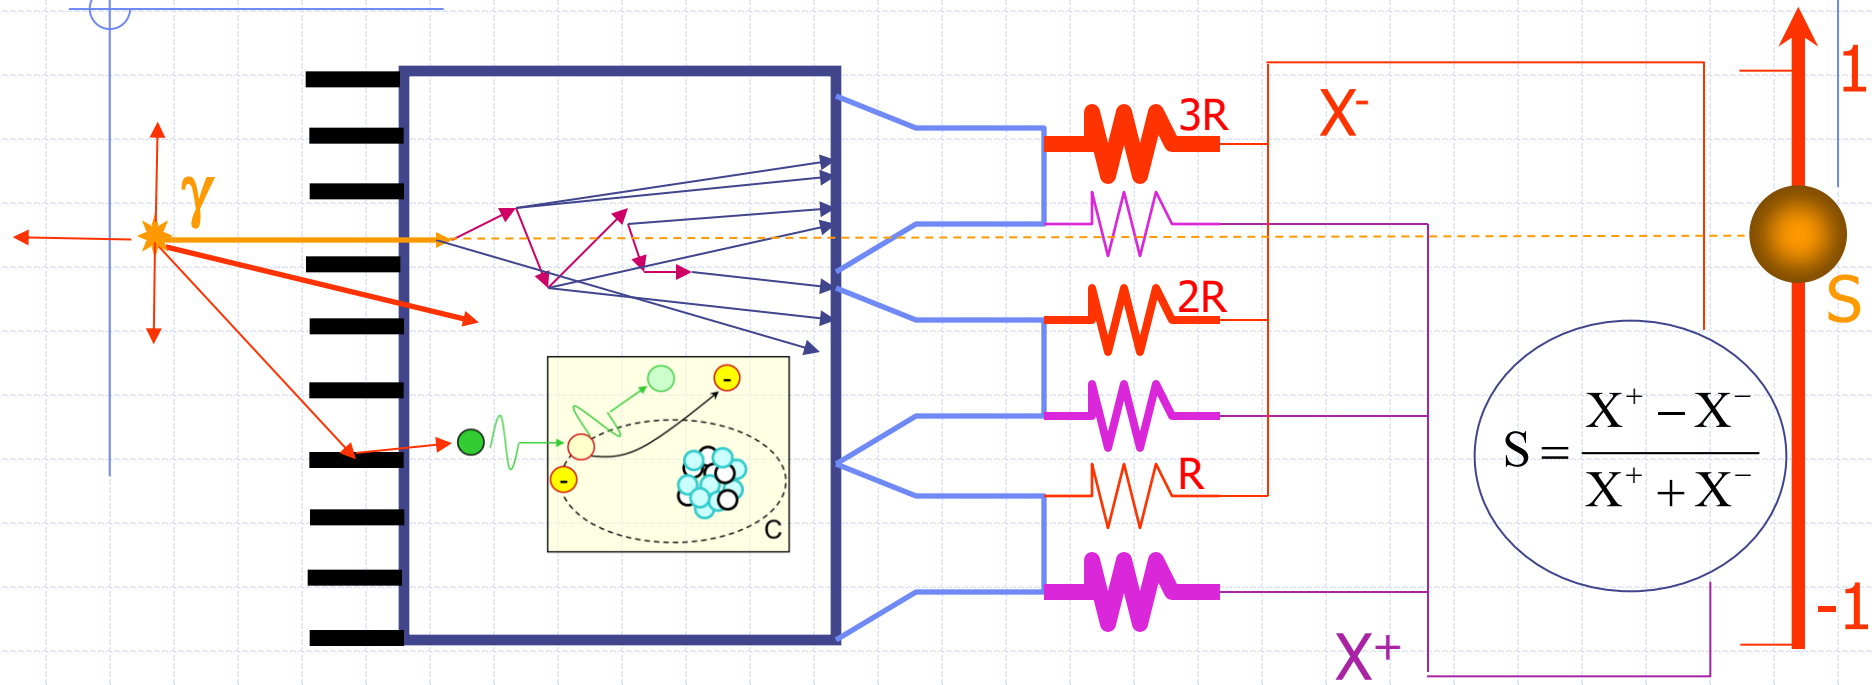 γ
3R
X-
1
2R
S
-
-
C
R
S = X⁺ − X⁻
X⁺ + X⁻
-1
X+